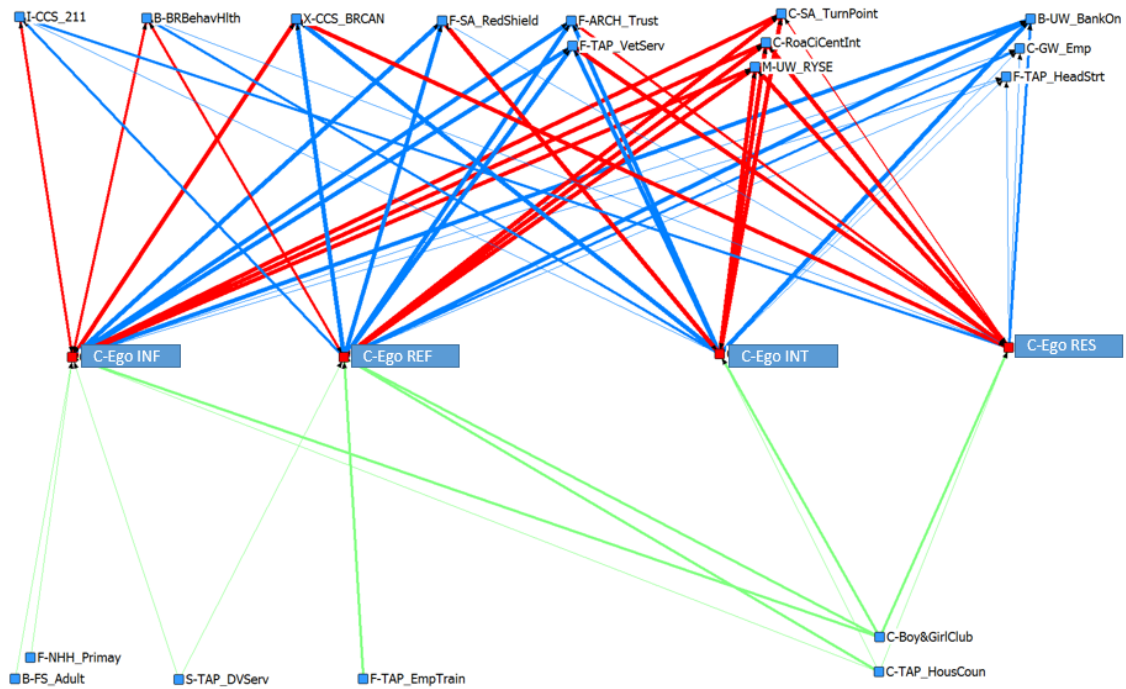 I-CCS_211
B-BRBehavHlth
X-CCS_BRCAN
F-SA_RedShield
F-ARCH_Trust
C-SA_TurnPoint
B-UW_BankOn
F-TAP_VetServ
C-RoaCiCentInt
C-GW_Emp
M-UW_RYSE
F-TAP_HeadStrt
C-Ego INF
C-Ego REF
C-Ego INT
C-Ego RES
C-Boy&GirlClub
F-NHH_Primay
C-TAP_HousCoun
B-FS_Adult
S-TAP_DVServ
F-TAP_EmpTrain